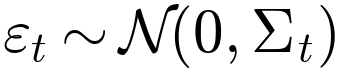 ε_t ∼ 𝒩(0, Σ_t)